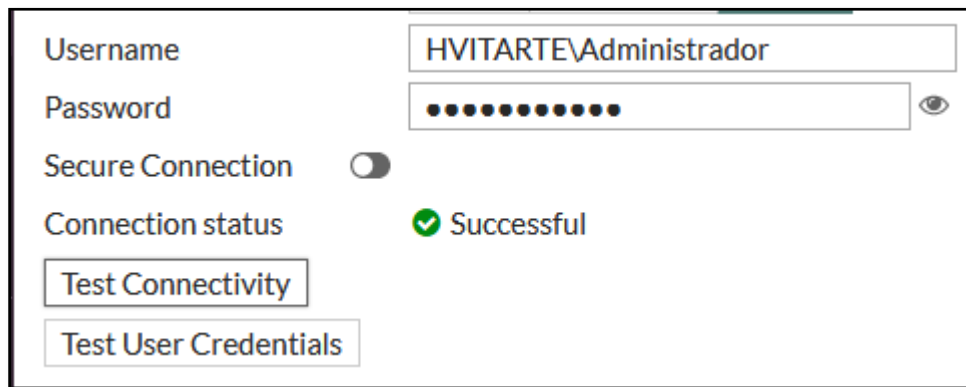 Username HVITARTE\Administrador
Password ●●●●●●●●●●●
Secure Connection
Connection status Successful
Test Connectivity
Test User Credentials